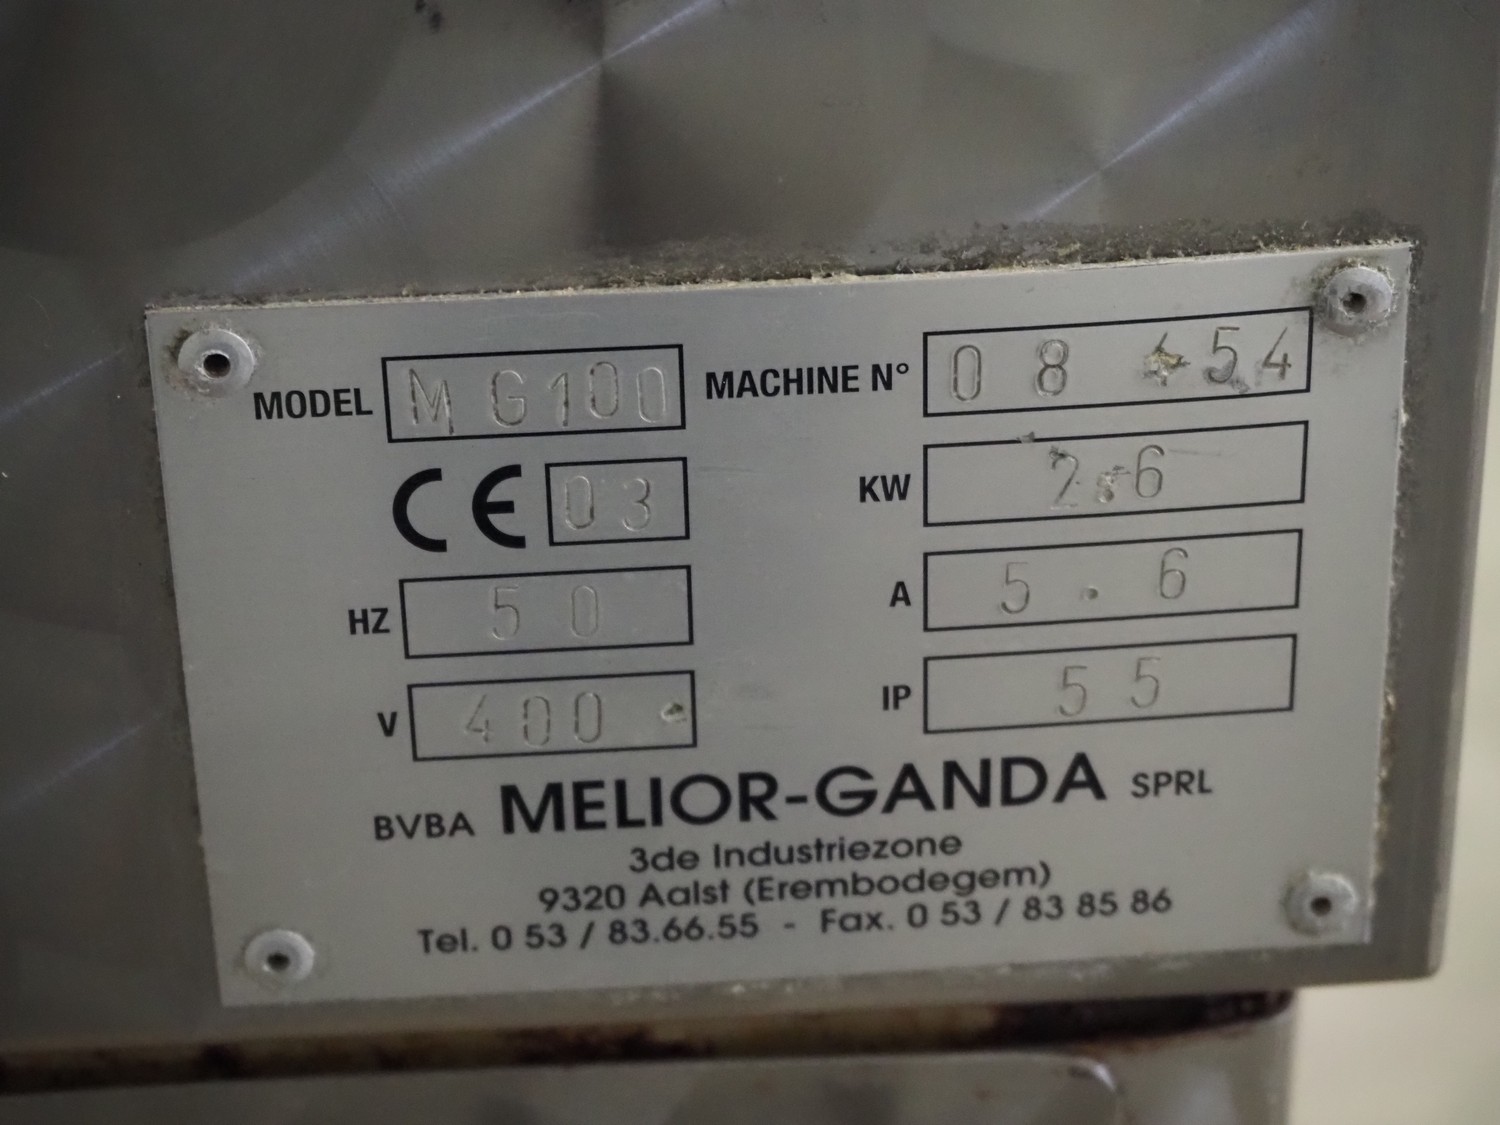 MODEL MG100 MACHINE N° 08 454
CE 03 KW 2.6
HZ 50 A 5.6
V 400 IP 55
BVBA MELIOR-GANDA SPRL
3de Industriezone
9320 Aalst (Erembodegem)
Tel. 0 53 / 83.66.55 - Fax. 0 53 / 83 85 86